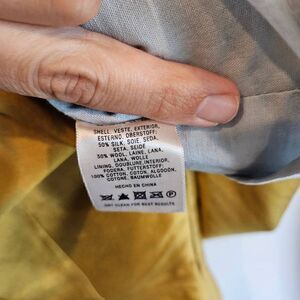 SHELL, VESTE, EXTERIOR,
ESTERNO, OBERSTOFF:
50% SILK, SOIE, SEDA,
SETA, SEIDE
50% WOOL, LAINE, LANA,
LANA, WOLLE
LINING, DOUBLURE, INTERIOR,
FODERA, FUTTERSTOFF:
100% COTTON, COTON, ALGODON,
COTONE, BAUMWOLLE
HECHO EN CHINA
DRY CLEAN FOR BEST RESULTS